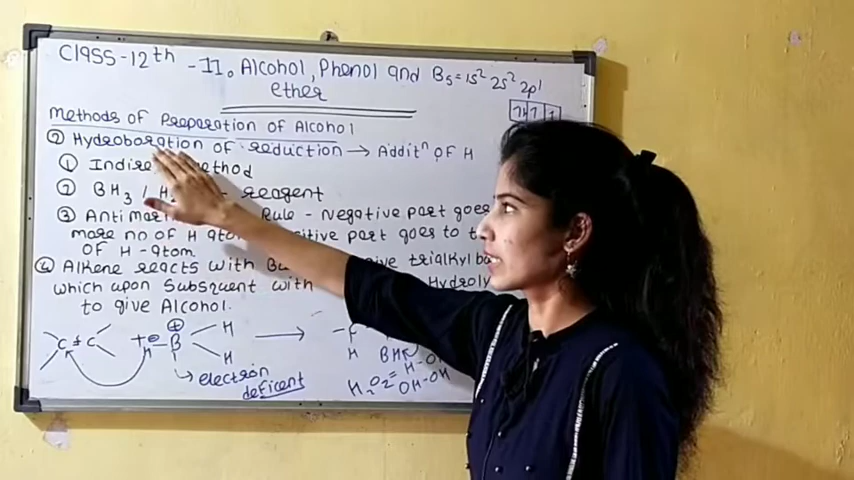 Class-12th -11. Alcohol, Phenol and
ether
B5 = 1s² 2s² 2p¹
Methods of Preparation of Alcohol
② Hydroboration of reduction → Additⁿ of H
① Indire method
② BH3 / H reagent
③ Anti Rule - Negative part goes
more no of H atom positive part goes to
of H-atom.
④ Alkene reacts with give trialkyl
which upon Subsquent with Hydroly
to give Alcohol.
C ± C
H - B ⊕ H
H
→
electron
deficent
H
BH
H-O
H2O2 =
OH-OH